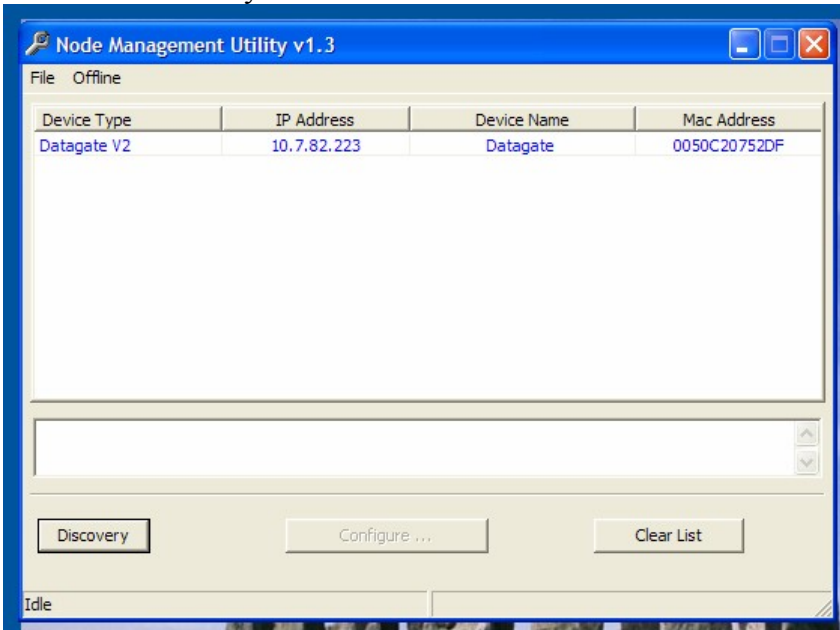 Node Management Utility v1.3
File Offline
Device Type IP Address Device Name Mac Address
Datagate V2 10.7.82.223 Datagate 0050C20752DF
Discovery Configure ... Clear List
Idle